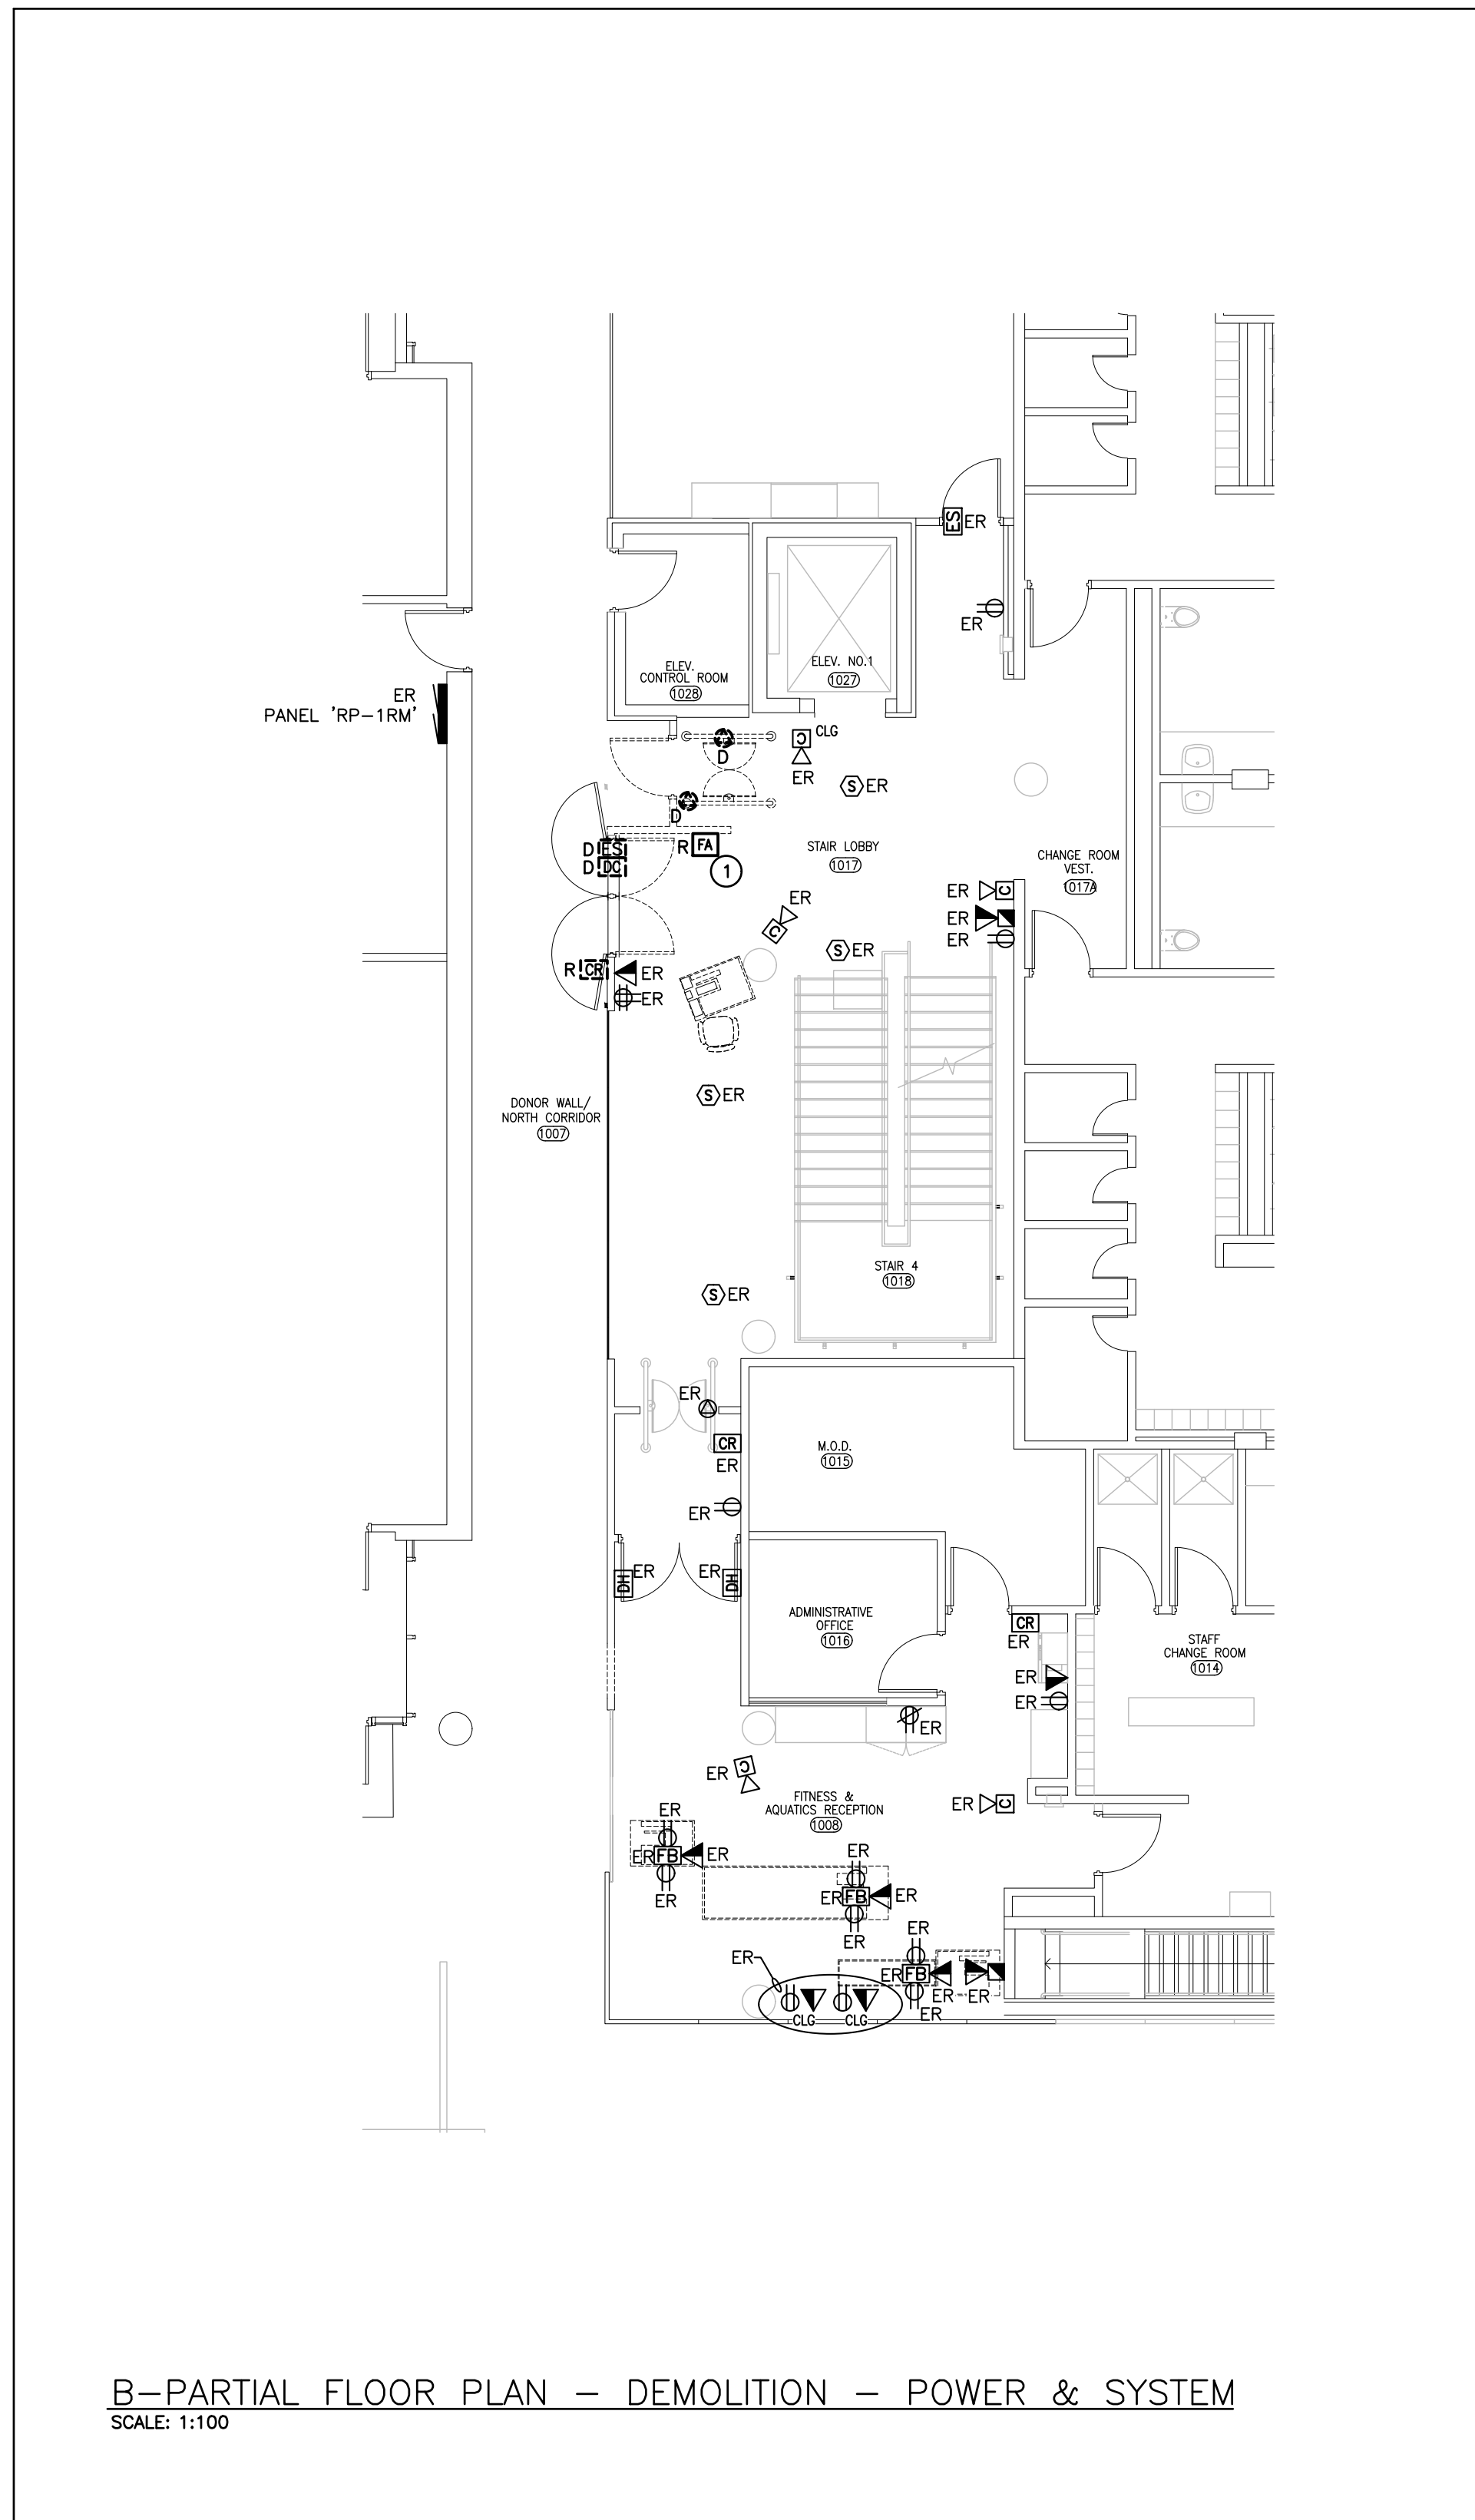 ES ER
ER
ELEV. NO.1
1027
ELEV.
CONTROL ROOM
1028
ER
PANEL 'RP-1RM'
C CLG
ER
D
S ER
D
D ES
D DC
R FA
1
STAIR LOBBY
1017
CHANGE ROOM
VEST.
1017A
ER C
ER
ER
ER
C
S ER
R CR
ER
ER
S ER
DONOR WALL/
NORTH CORRIDOR
1007
STAIR 4
1018
S ER
ER
CR
ER
M.O.D.
1015
ER
DH ER
ER DH
ADMINISTRATIVE
OFFICE
1016
CR
ER
STAFF
CHANGE ROOM
1014
ER
ER
ER
ER C
FITNESS &
AQUATICS RECEPTION
1008
ER C
ER
ER FB ER
ER
ER
ER FB ER
ER
ER
ER FB
ER ER
ER
ER
CLG CLG
B-PARTIAL FLOOR PLAN - DEMOLITION - POWER & SYSTEM
SCALE: 1:100